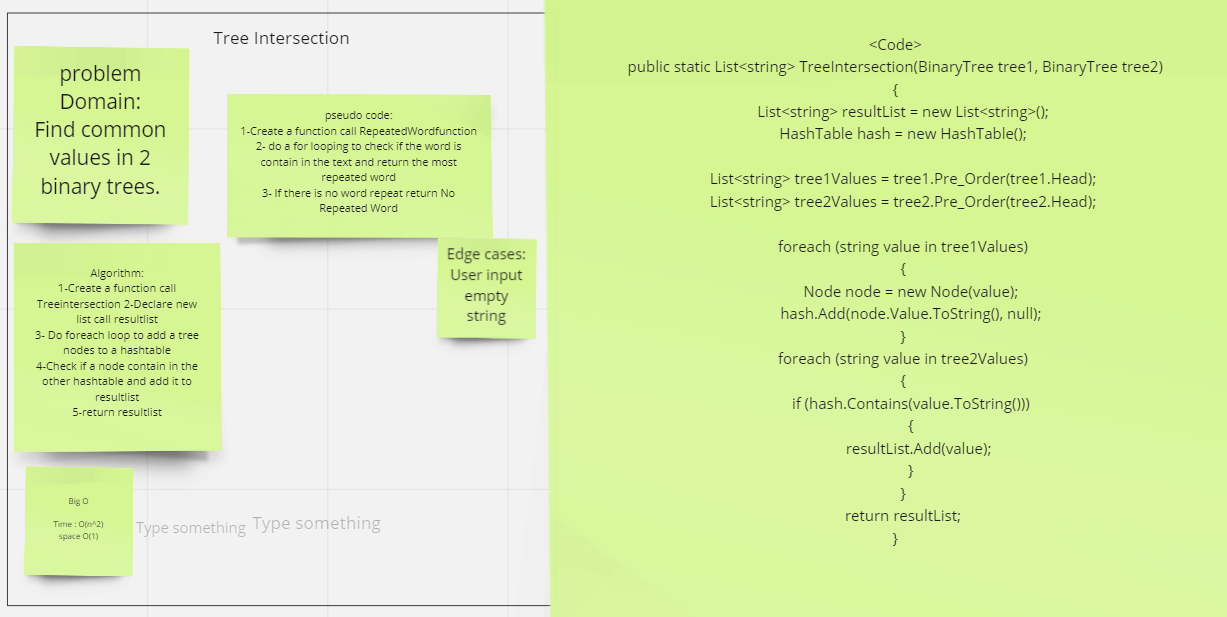 Tree Intersection
problem
Domain:
Find common
values in 2
binary trees.
pseudo code:
1-Create a function call RepeatedWordfunction
2- do a for looping to check if the word is
contain in the text and return the most
repeated word
3- If there is no word repeat return No
Repeated Word
Edge cases:
User input
empty
string
Algorithm:
1-Create a function call
Treeintersection 2-Declare new
list call resultlist
3- Do foreach loop to add a tree
nodes to a hashtable
4-Check if a node contain in the
other hashtable and add it to
resultlist
5-return resultlist
Big O
Time : O(n^2)
space O(1)
Type something
Type something
<Code>
public static List<string> TreeIntersection(BinaryTree tree1, BinaryTree tree2)
{
List<string> resultList = new List<string>();
HashTable hash = new HashTable();
List<string> tree1Values = tree1.Pre_Order(tree1.Head);
List<string> tree2Values = tree2.Pre_Order(tree2.Head);
foreach (string value in tree1Values)
{
Node node = new Node(value);
hash.Add(node.Value.ToString(), null);
}
foreach (string value in tree2Values)
{
if (hash.Contains(value.ToString()))
{
resultList.Add(value);
}
}
return resultList;
}